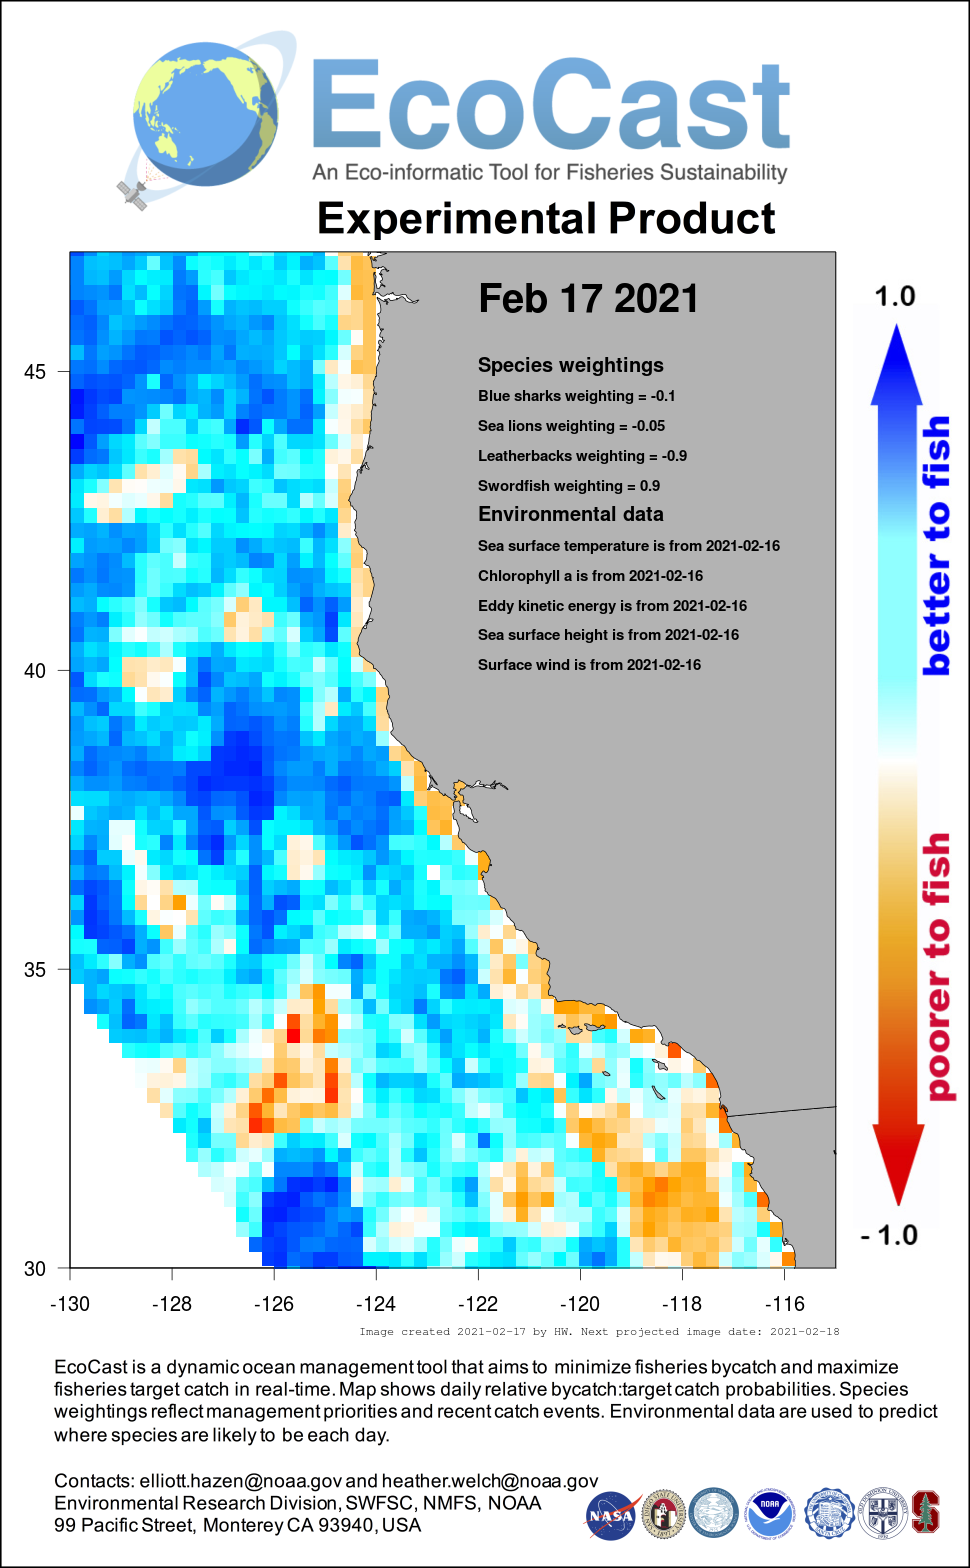 EcoCast
An Eco-informatic Tool for Fisheries Sustainability
Experimental Product
Feb 17 2021
Species weightings
Blue sharks weighting = -0.1
Sea lions weighting = -0.05
Leatherbacks weighting = -0.9
Swordfish weighting = 0.9
Environmental data
Sea surface temperature is from 2021-02-16
Chlorophyll a is from 2021-02-16
Eddy kinetic energy is from 2021-02-16
Sea surface height is from 2021-02-16
Surface wind is from 2021-02-16
1.0
better to fish
poorer to fish
- 1.0
45
40
35
30
-130 -128 -126 -124 -122 -120 -118 -116
Image created 2021-02-17 by HW. Next projected image date: 2021-02-18
EcoCast is a dynamic ocean management tool that aims to minimize fisheries bycatch and maximize
fisheries target catch in real-time. Map shows daily relative bycatch:target catch probabilities. Species
weightings reflect management priorities and recent catch events. Environmental data are used to predict
where species are likely to be each day.
Contacts: elliott.hazen@noaa.gov and heather.welch@noaa.gov
Environmental Research Division, SWFSC, NMFS, NOAA
99 Pacific Street, Monterey CA 93940, USA
NASA
NOAA